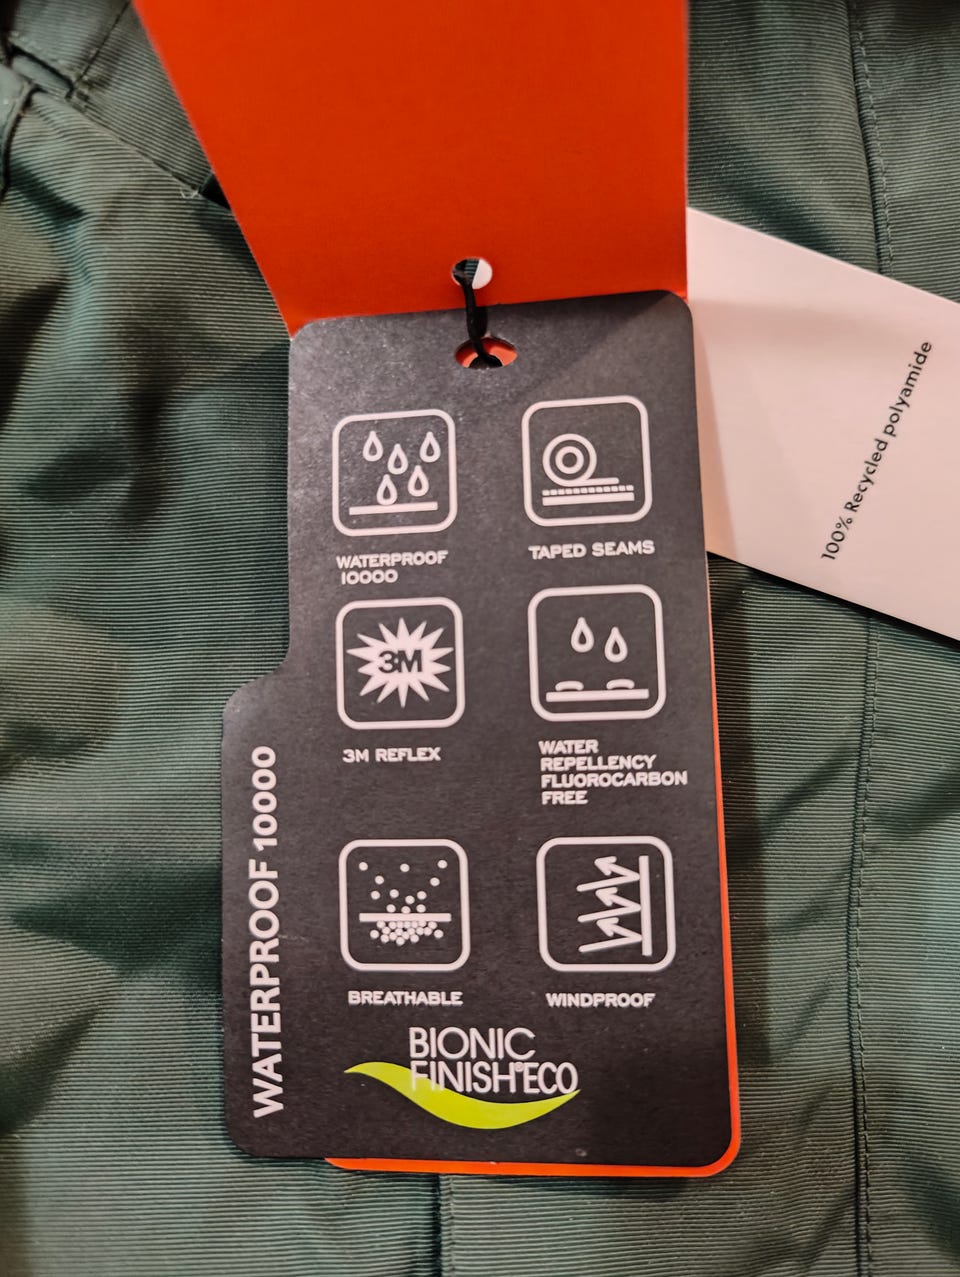 WATERPROOF
10000
TAPED SEAMS
3M
3M REFLEX
WATER
REPELLENCY
FLUOROCARBON
FREE
BREATHABLE
WINDPROOF
WATERPROOF 10000
BIONIC
FINISH®ECO
100% Recycled polyamide